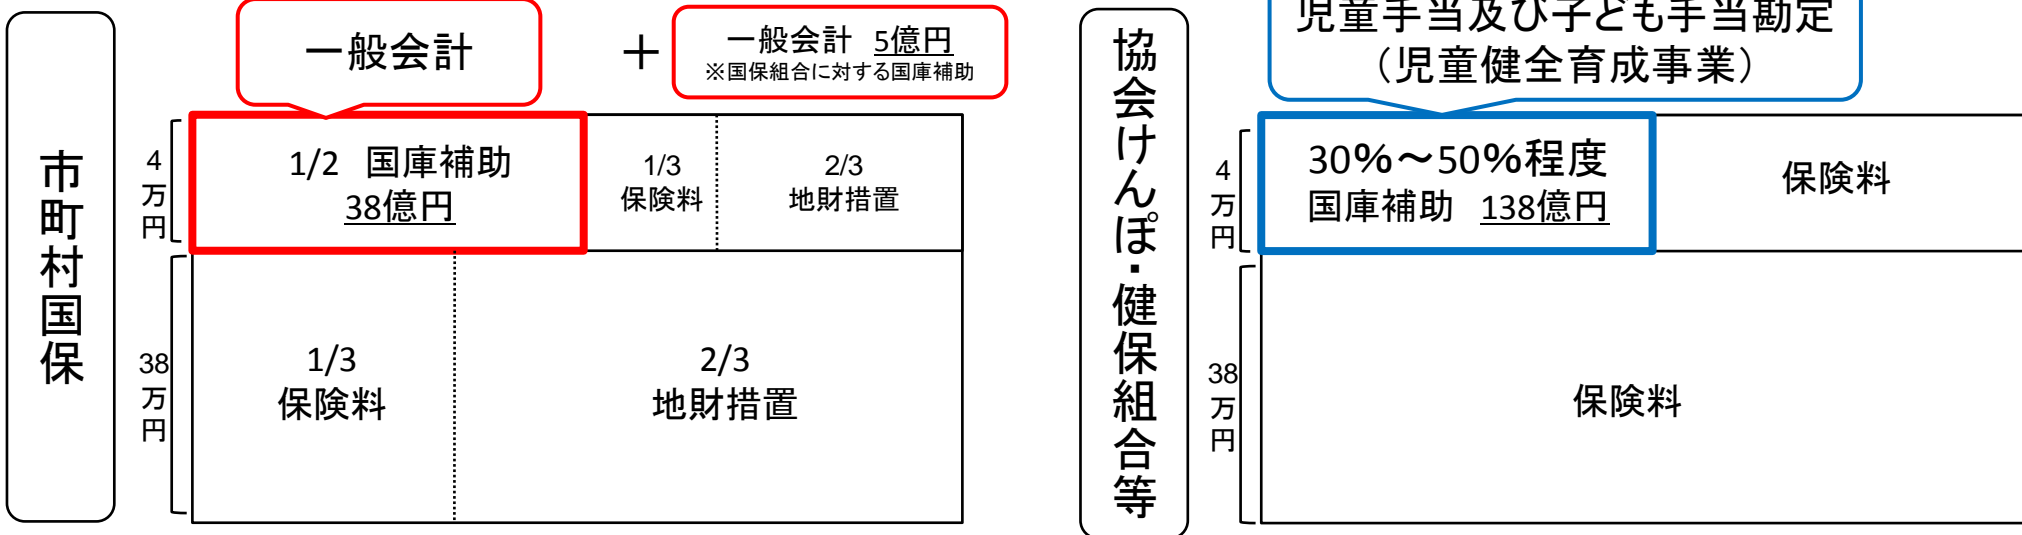 市町村国保
一般会計
＋
一般会計 5億円
※国保組合に対する国庫補助
4万円
1/2 国庫補助
38億円
1/3
保険料
2/3
地財措置
38万円
1/3
保険料
2/3
地財措置
協会けんぽ・健保組合等
児童手当及び子ども手当勘定
（児童健全育成事業）
4万円
30％～50％程度
国庫補助 138億円
保険料
38万円
保険料